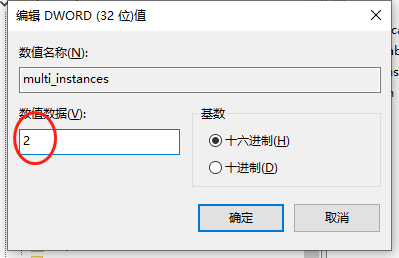 编辑 DWORD (32 位)值
数值名称(N):
multi_instances
数值数据(V):
2
基数
十六进制(H)
十进制(D)
确定
取消